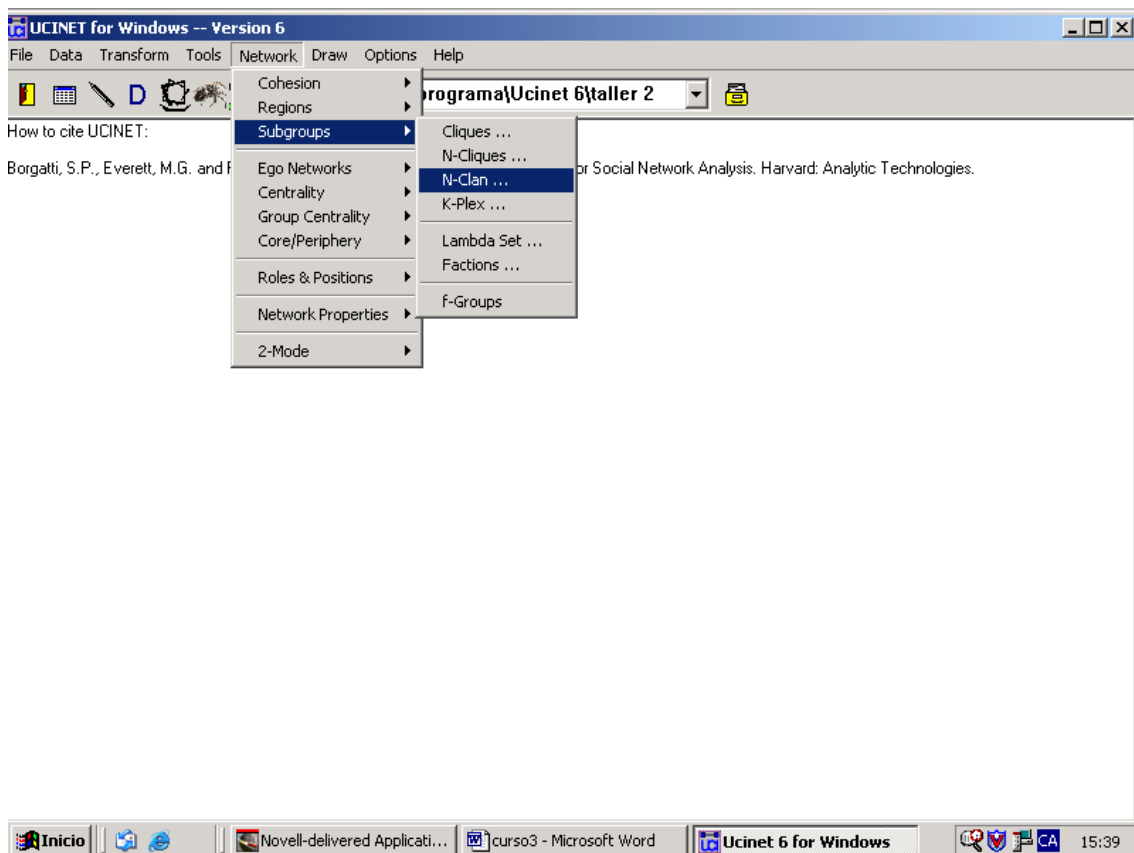 UCINET for Windows -- Version 6
File Data Transform Tools Network Draw Options Help
D programa\Ucinet 6\taller 2
How to cite UCINET:
Borgatti, S.P., Everett, M.G. and or Social Network Analysis. Harvard: Analytic Technologies.
Cohesion
Regions
Subgroups
Ego Networks
Centrality
Group Centrality
Core/Periphery
Roles & Positions
Network Properties
2-Mode
Cliques ...
N-Cliques ...
N-Clan ...
K-Plex ...
Lambda Set ...
Factions ...
f-Groups
Inicio Novell-delivered Applicati... curso3 - Microsoft Word Ucinet 6 for Windows CA 15:39